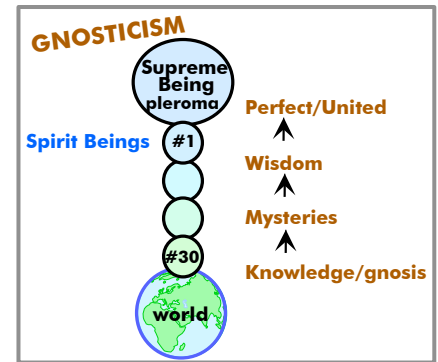 GNOSTICISM
Supreme
Being
pleroma
Perfect/United
Spirit Beings
#1
Wisdom
Mysteries
#30
Knowledge/gnosis
world